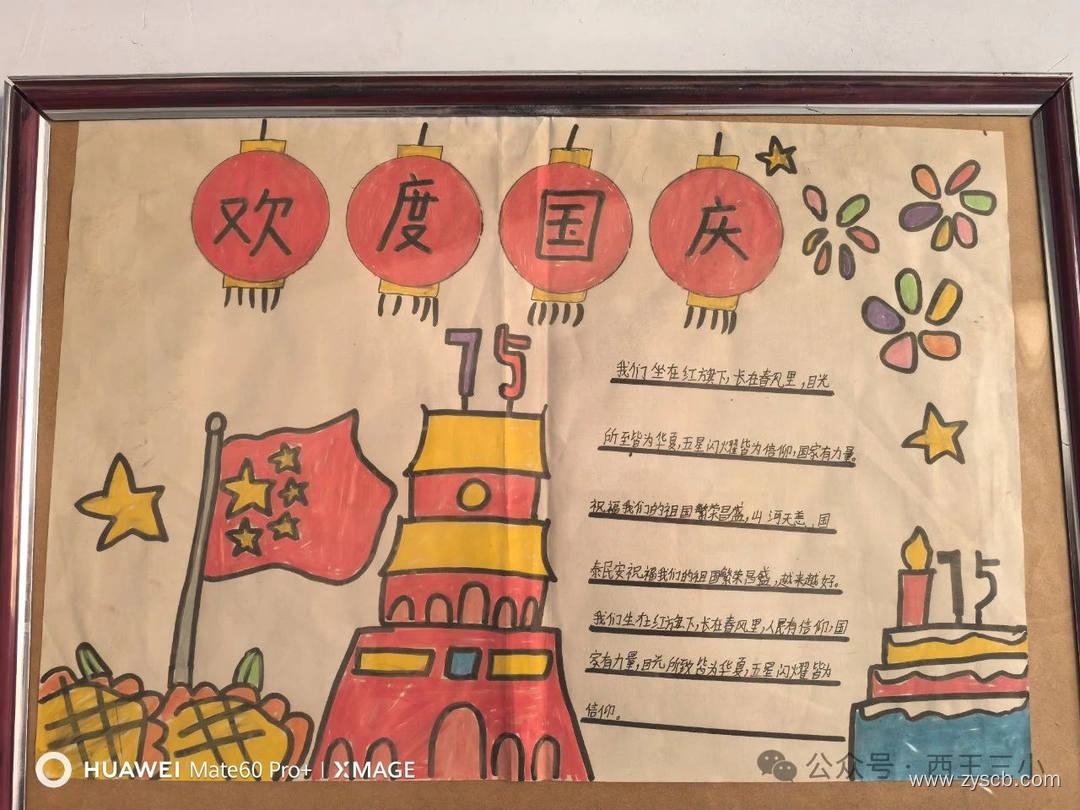 欢度国庆
75
我们坐在红旗下,长在春风里,目光
所至皆为华夏,五星闪耀皆为信仰,国家有力量。
祝福我们的祖国繁荣昌盛,山河无恙,国
泰民安祝福我们的祖国繁荣昌盛,越来越好。
我们生在红旗下,长在春风里,人民有信仰,国
家有力量,目光所致皆为华夏,五星闪耀皆为
信仰。
75
HUAWEI Mate60 Pro+ | XMAGE
公众号·西王三小
www.zyscb.com